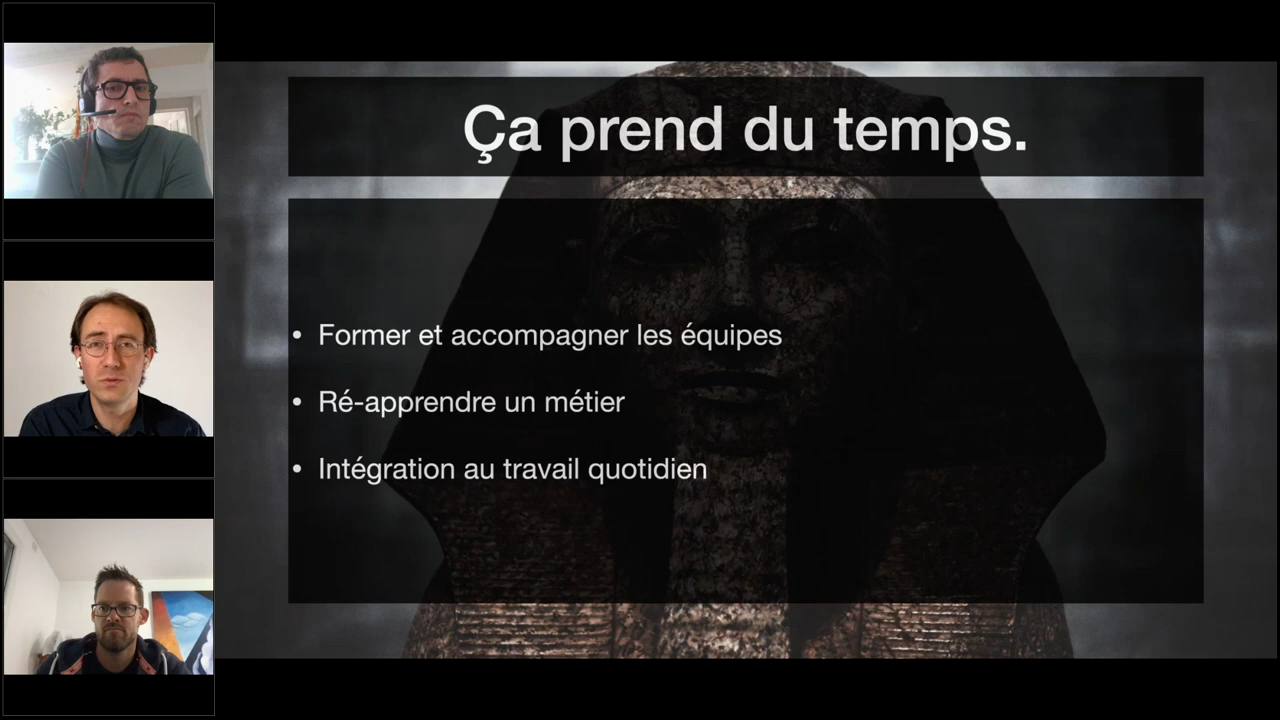 Ça prend du temps.
• Former et accompagner les équipes
• Ré-apprendre un métier
• Intégration au travail quotidien